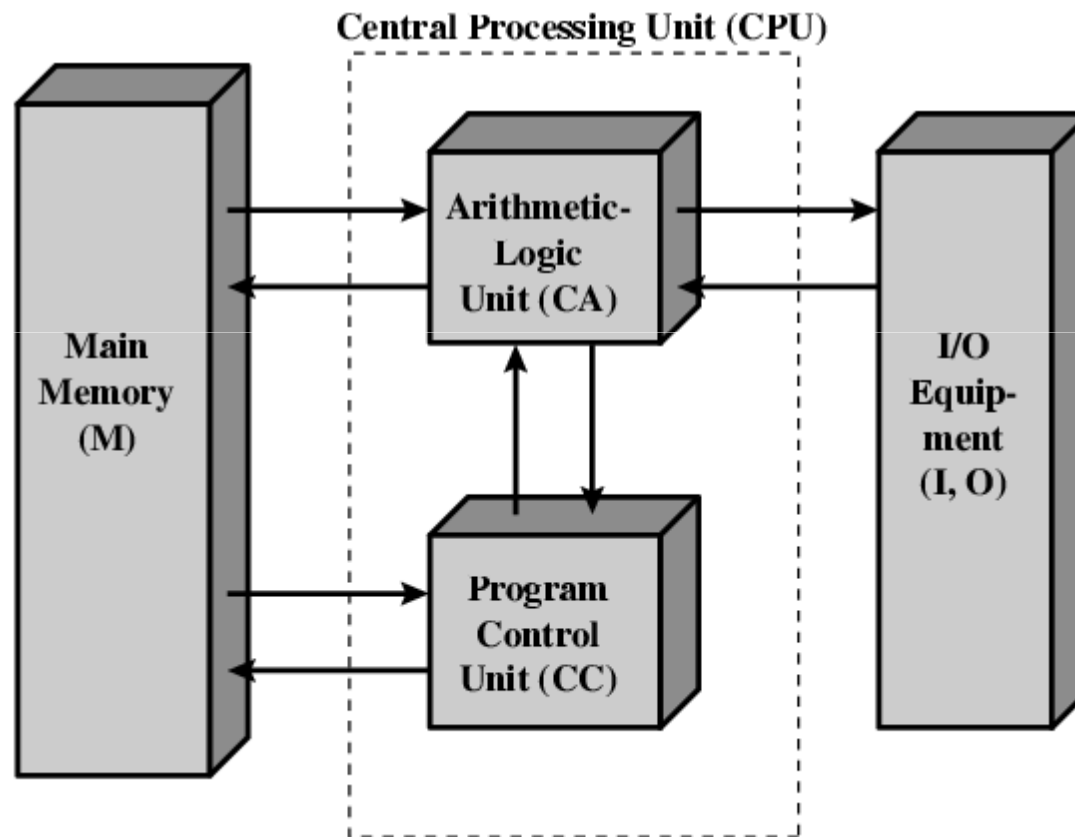 Central Processing Unit (CPU)
Arithmetic-
Logic
Unit (CA)
Main
Memory
(M)
I/O
Equip-
ment
(I, O)
Program
Control
Unit (CC)